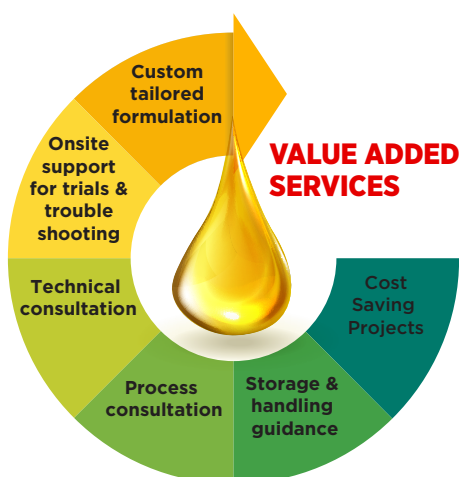 Custom
tailored
formulation
Onsite
support
for trials &
trouble
shooting
VALUE ADDED
SERVICES
Technical
consultation
Cost
Saving
Projects
Process
consultation
Storage &
handling
guidance